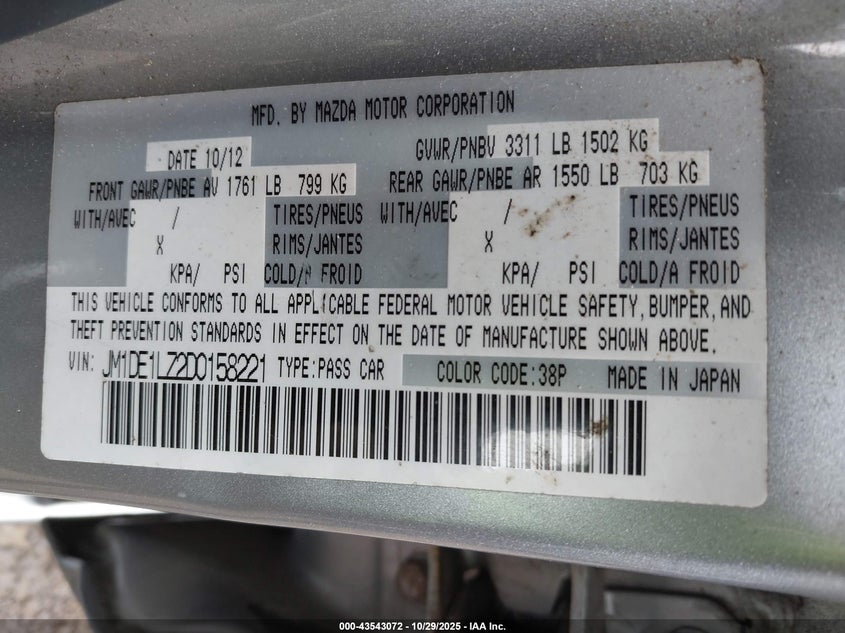 MFD. BY MAZDA MOTOR CORPORATION
DATE 10/12 GVWR/PNBV 3311 LB 1502 KG
FRONT GAWR/PNBE AV 1761 LB 799 KG REAR GAWR/PNBE AR 1550 LB 703 KG
WITH/AVEC / TIRES/PNEUS WITH/AVEC / TIRES/PNEUS
X RIMS/JANTES X RIMS/JANTES
KPA/ PSI COLD/A FROID KPA/ PSI COLD/A FROID
THIS VEHICLE CONFORMS TO ALL APPLICABLE FEDERAL MOTOR VEHICLE SAFETY, BUMPER, AND
THEFT PREVENTION STANDARDS IN EFFECT ON THE DATE OF MANUFACTURE SHOWN ABOVE.
VIN: JM1DE1LZ2D0158221 TYPE:PASS CAR COLOR CODE:38P MADE IN JAPAN
000-43543072 - 10/29/2025 - IAA Inc.